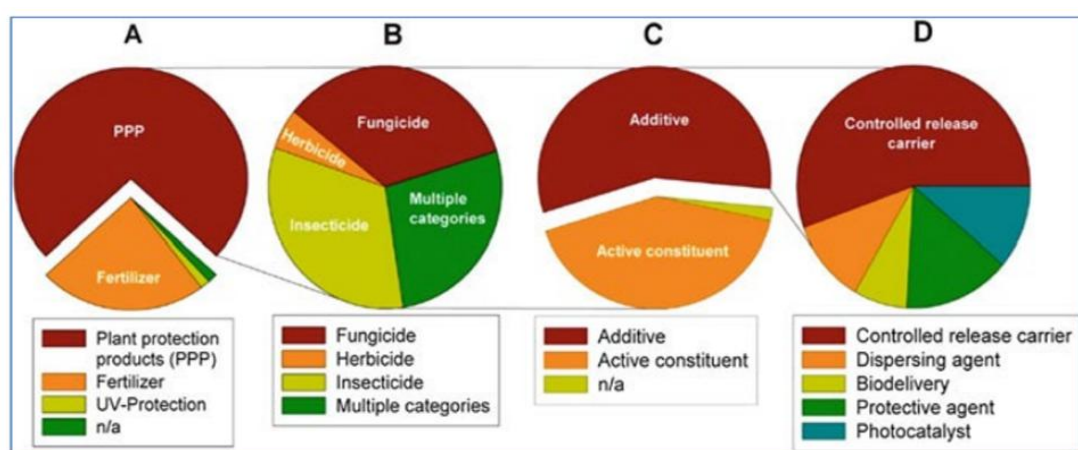 A
B
C
D
PPP
Fertilizer
Fungicide
Herbicide
Insecticide
Multiple
categories
Additive
Active constituent
Controlled release
carrier
Plant protection
products (PPP)
Fertilizer
UV-Protection
n/a
Fungicide
Herbicide
Insecticide
Multiple categories
Additive
Active constituent
n/a
Controlled release carrier
Dispersing agent
Biodelivery
Protective agent
Photocatalyst